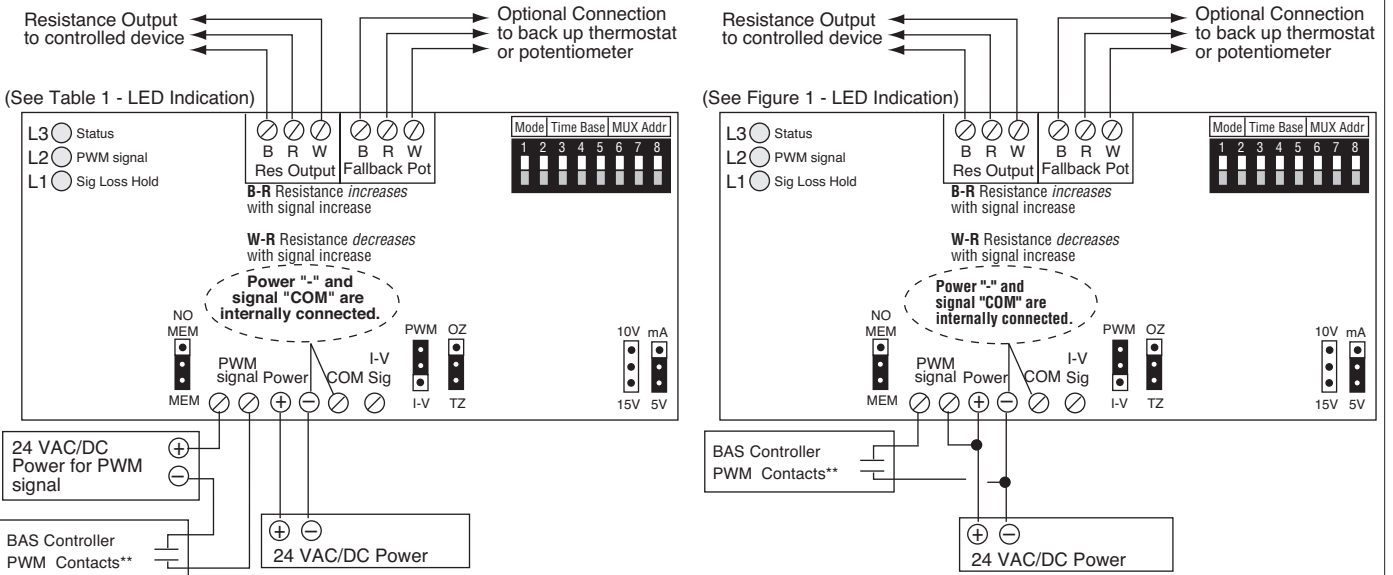 Resistance Output
to controlled device
Optional Connection
to back up thermostat
or potentiometer
(See Table 1 - LED Indication)
L3 Status
L2 PWM signal
L1 Sig Loss Hold
B R W
Res Output
B R W
Fallback Pot
Mode Time Base MUX Addr
1 2 3 4 5 6 7 8
B-R Resistance increases
with signal increase
W-R Resistance decreases
with signal increase
Power "-" and
signal "COM" are
internally connected.
NO
MEM
MEM
PWM
signal
Power
+ −
COM
I-V
Sig
PWM
I-V
OZ
TZ
10V
15V
mA
5V
24 VAC/DC
Power for PWM
signal
+
−
BAS Controller
PWM Contacts**
+ −
24 VAC/DC Power
Resistance Output
to controlled device
Optional Connection
to back up thermostat
or potentiometer
(See Figure 1 - LED Indication)
L3 Status
L2 PWM signal
L1 Sig Loss Hold
B R W
Res Output
B R W
Fallback Pot
Mode Time Base MUX Addr
1 2 3 4 5 6 7 8
B-R Resistance increases
with signal increase
W-R Resistance decreases
with signal increase
Power "-" and
signal "COM" are
internally connected.
NO
MEM
MEM
PWM
signal
Power
+ −
COM
I-V
Sig
PWM
I-V
OZ
TZ
10V
15V
mA
5V
BAS Controller
PWM Contacts**
+ −
24 VAC/DC Power